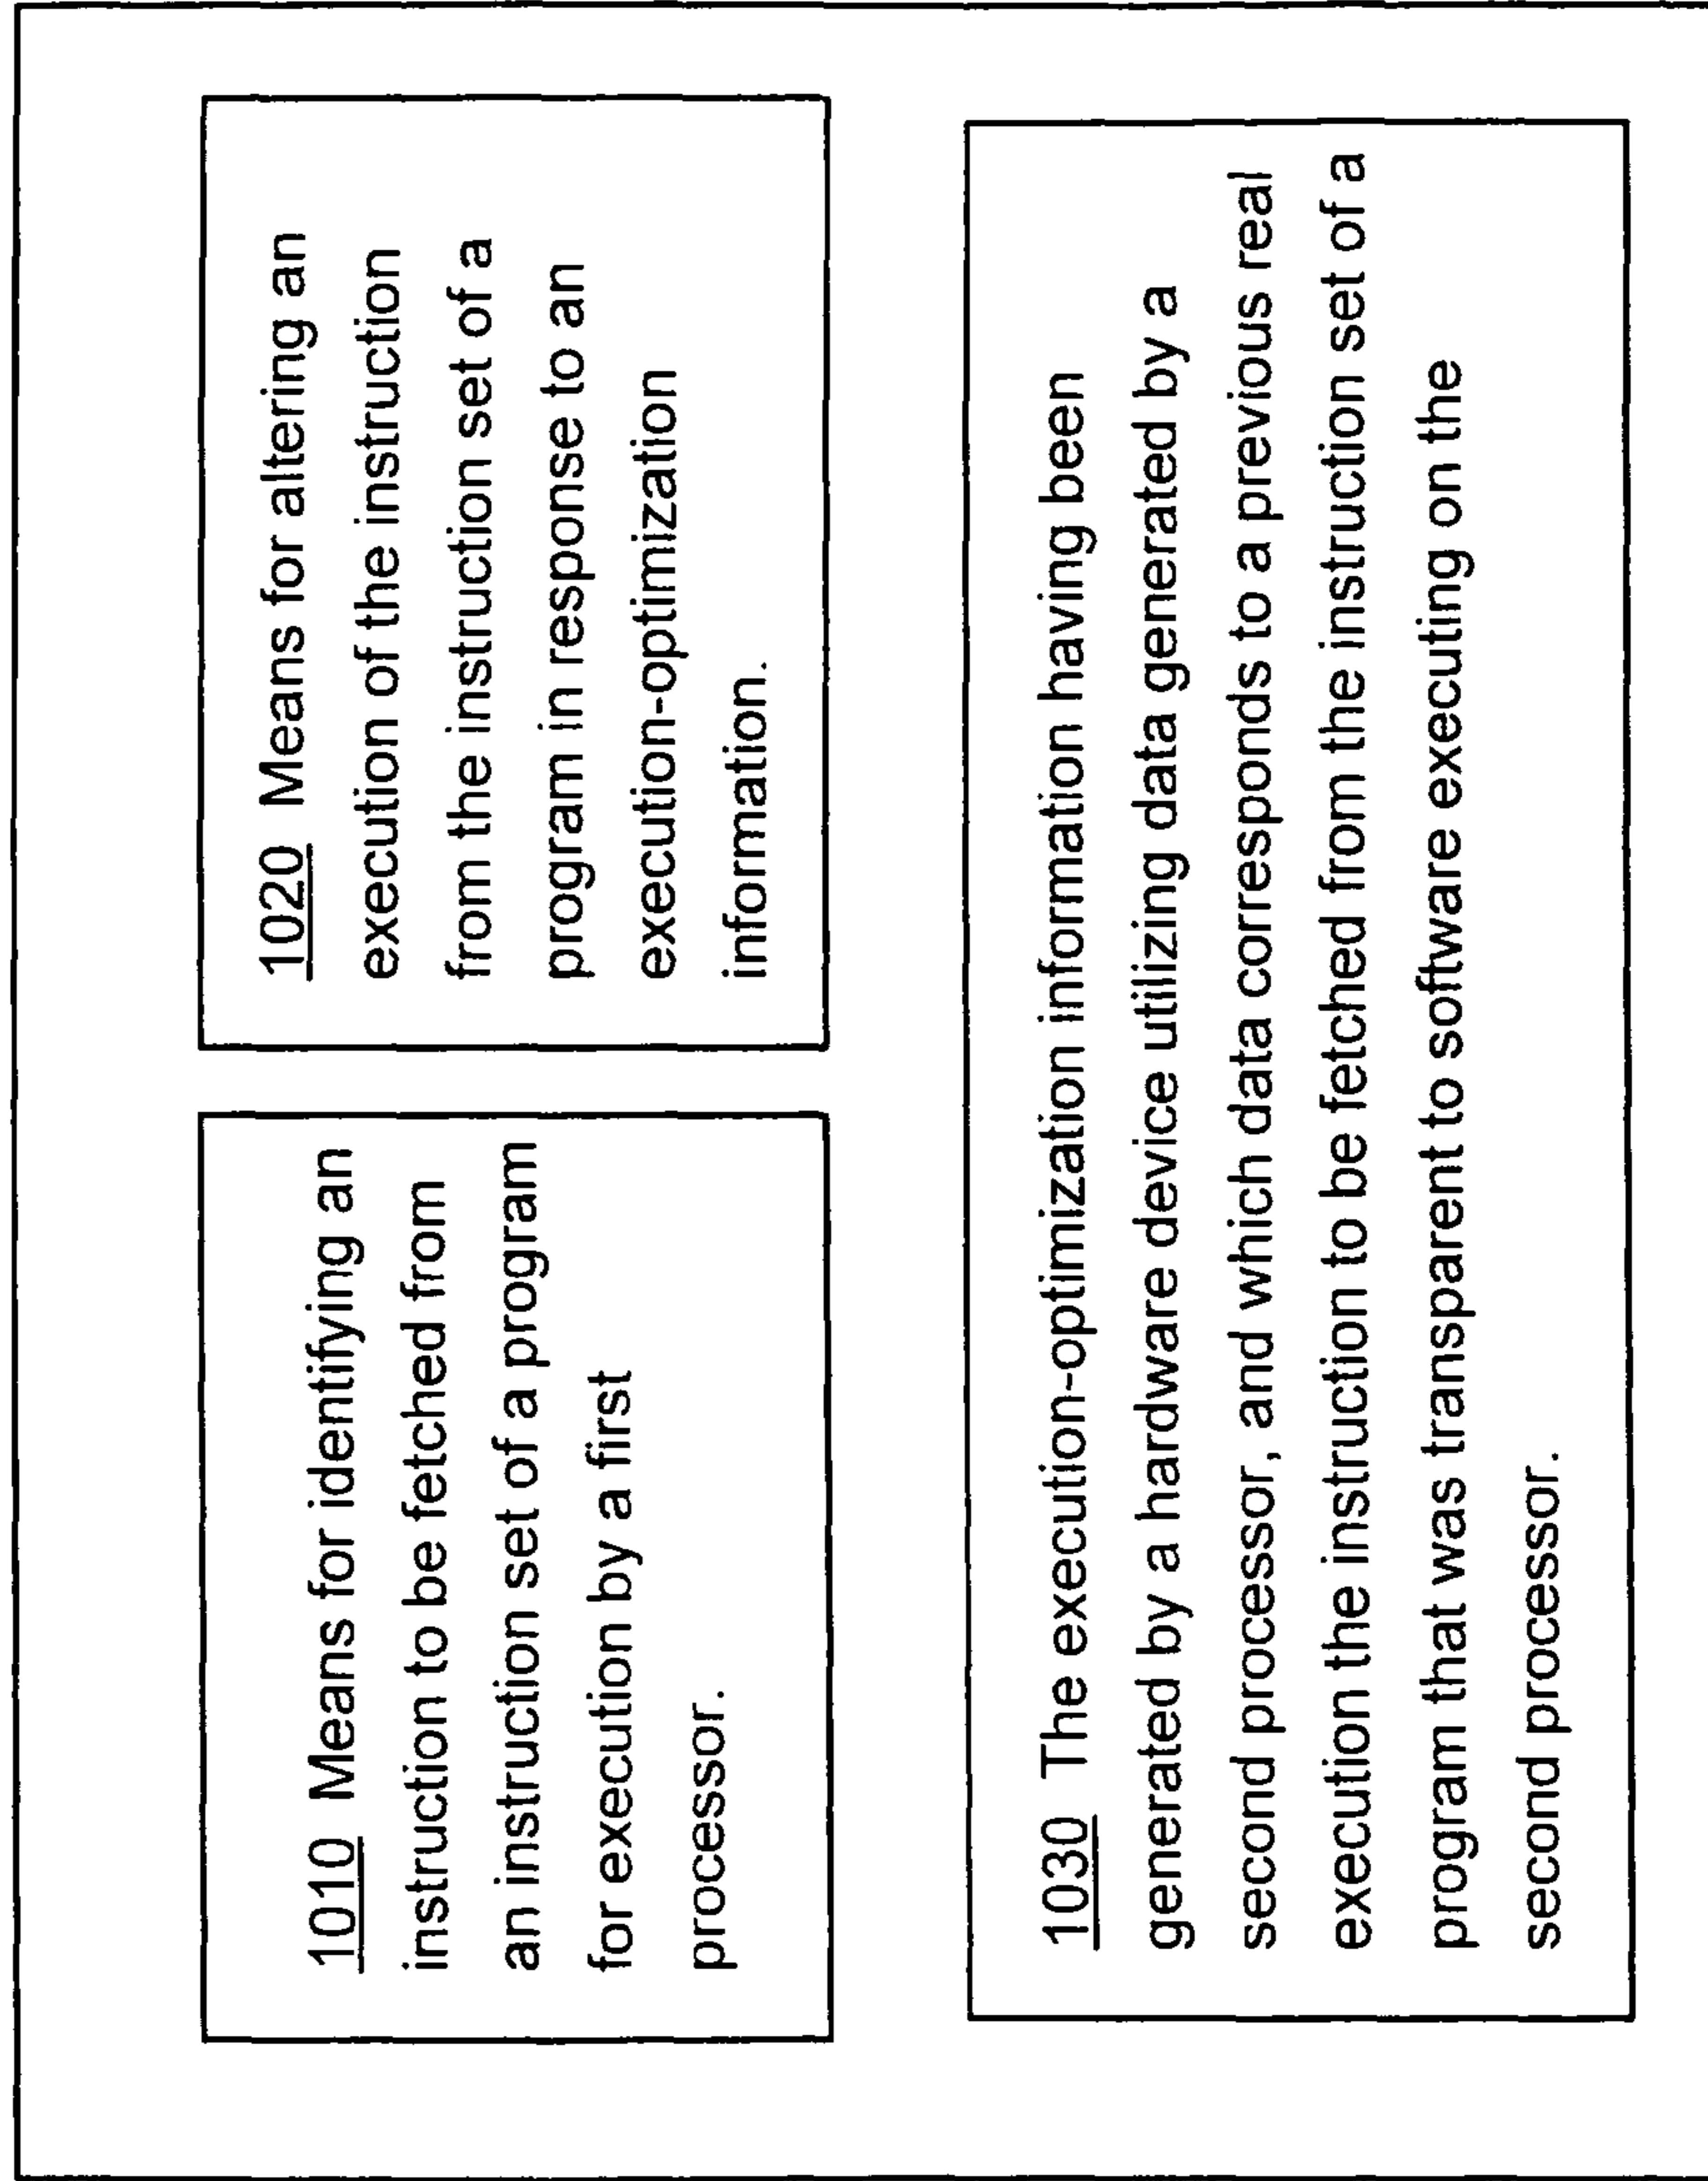 1010 Means for identifying an
instruction to be fetched from
an instruction set of a program
for execution by a first
processor.
1020 Means for altering an
execution of the instruction
from the instruction set of a
program in response to an
execution-optimization
information.
1030 The execution-optimization information having been
generated by a hardware device utilizing data generated by a
second processor, and which data corresponds to a previous real
execution the instruction to be fetched from the instruction set of a
program that was transparent to software executing on the
second processor.